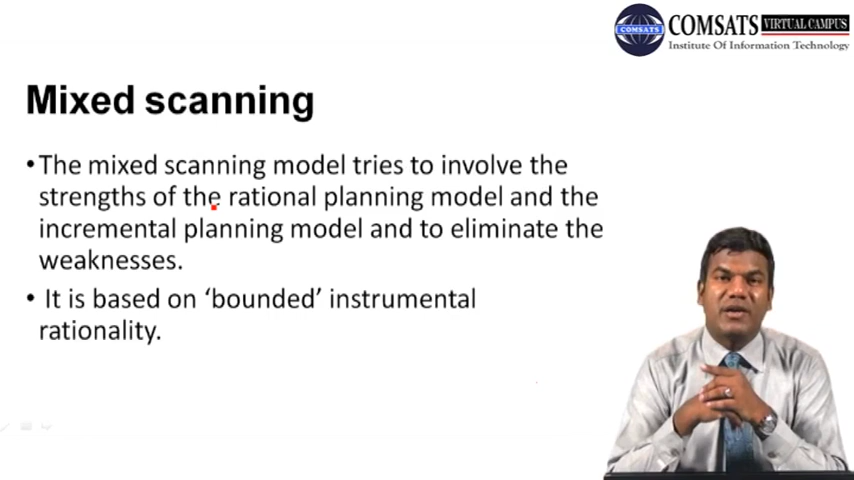 COMSATS
COMSATS VIRTUAL CAMPUS
Institute Of Information Technology
Mixed scanning
•The mixed scanning model tries to involve the
strengths of the rational planning model and the
incremental planning model and to eliminate the
weaknesses.
• It is based on ‘bounded’ instrumental
rationality.